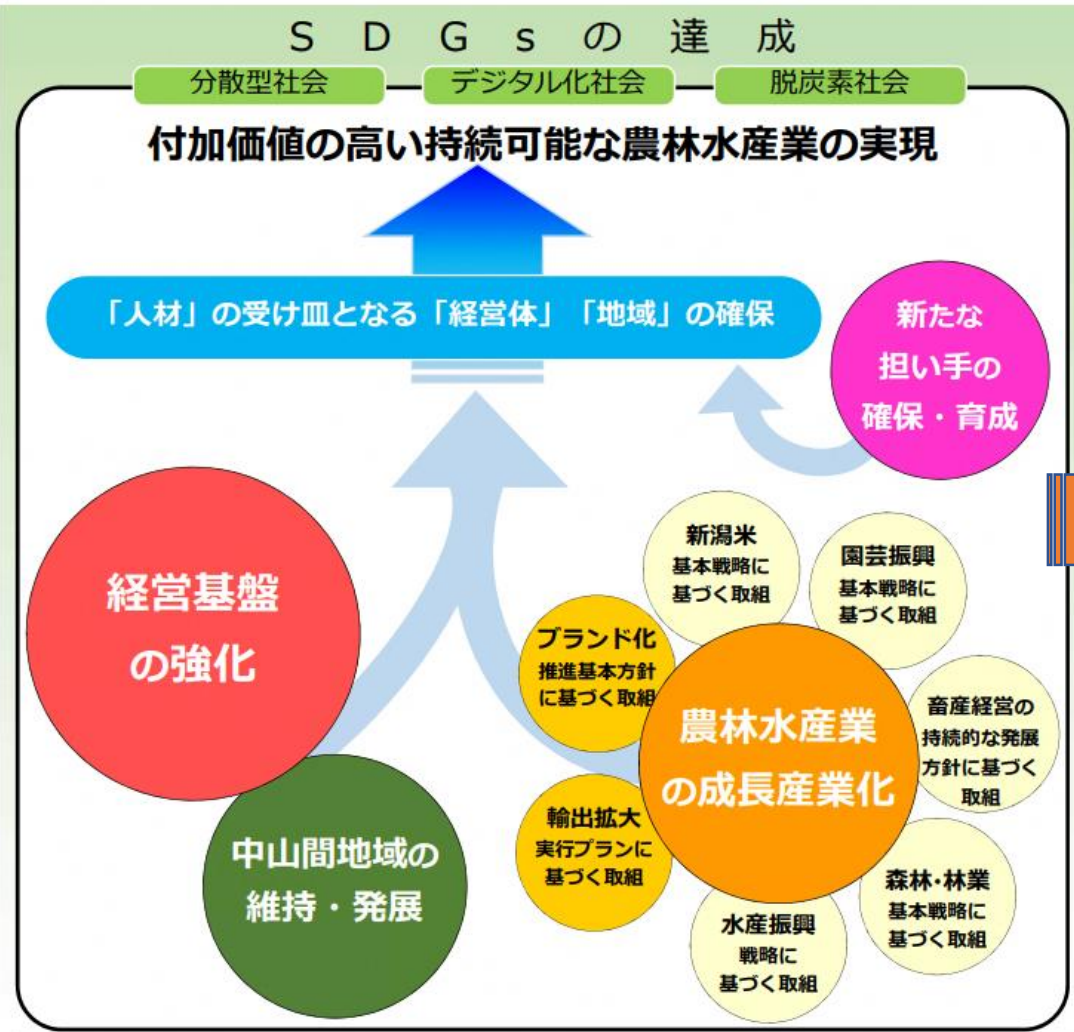 SDGsの達成
分散型社会
デジタル化社会
脱炭素社会
付加価値の高い持続可能な農林水産業の実現
「人材」の受け皿となる「経営体」「地域」の確保
新たな
担い手の
確保・育成
経営基盤
の強化
中山間地域の
維持・発展
新潟米
基本戦略に
基づく取組
園芸振興
基本戦略に
基づく取組
ブランド化
推進基本方針
に基づく取組
農林水産業
の成長産業化
畜産経営の
持続的な発展
方針に基づく
取組
輸出拡大
実行プランに
基づく取組
森林・林業
基本戦略に
基づく取組
水産振興
戦略に
基づく取組